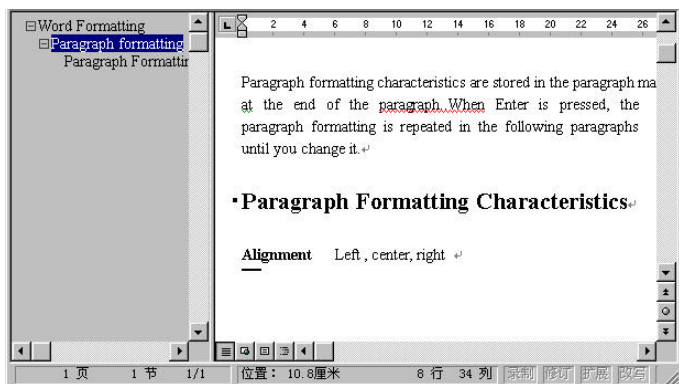 Word Formatting
Paragraph formatting
Paragraph Formattin
2 4 6 8 10 12 14 16 18 20 22 24 26
Paragraph formatting characteristics are stored in the paragraph ma
at the end of the paragraph..When Enter is pressed, the
paragraph formatting is repeated in the following paragraphs
until you change it.
Paragraph Formatting Characteristics
Alignment Left , center, right
1 页 1 节 1/1 位置: 10.8厘米 8 行 34 列 录制 修订 扩展 改写